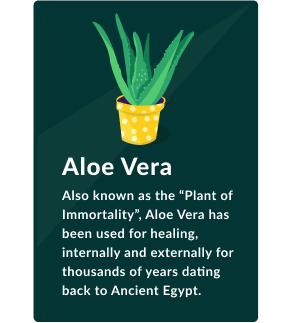 Aloe Vera
Also known as the “Plant of
Immortality”, Aloe Vera has
been used for healing,
internally and externally for
thousands of years dating
back to Ancient Egypt.